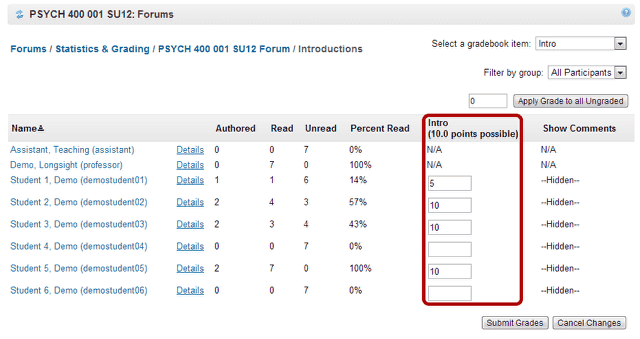 PSYCH 400 001 SU12: Forums
Forums / Statistics & Grading / PSYCH 400 001 SU12 Forum / Introductions
Select a gradebook item: Intro
Filter by group: All Participants
0 Apply Grade to all Ungraded
Name Authored Read Unread Percent Read Intro (10.0 points possible) Show Comments
Assistant, Teaching (assistant) Details 0 0 7 0% N/A N/A
Demo, Longsight (professor) Details 0 7 0 100% N/A N/A
Student 1, Demo (demostudent01) Details 1 1 6 14% 5 --Hidden--
Student 2, Demo (demostudent02) Details 2 4 3 57% 10 --Hidden--
Student 3, Demo (demostudent03) Details 2 3 4 43% 10 --Hidden--
Student 4, Demo (demostudent04) Details 0 0 7 0% --Hidden--
Student 5, Demo (demostudent05) Details 2 7 0 100% 10 --Hidden--
Student 6, Demo (demostudent06) Details 0 0 7 0% --Hidden--
Submit Grades Cancel Changes